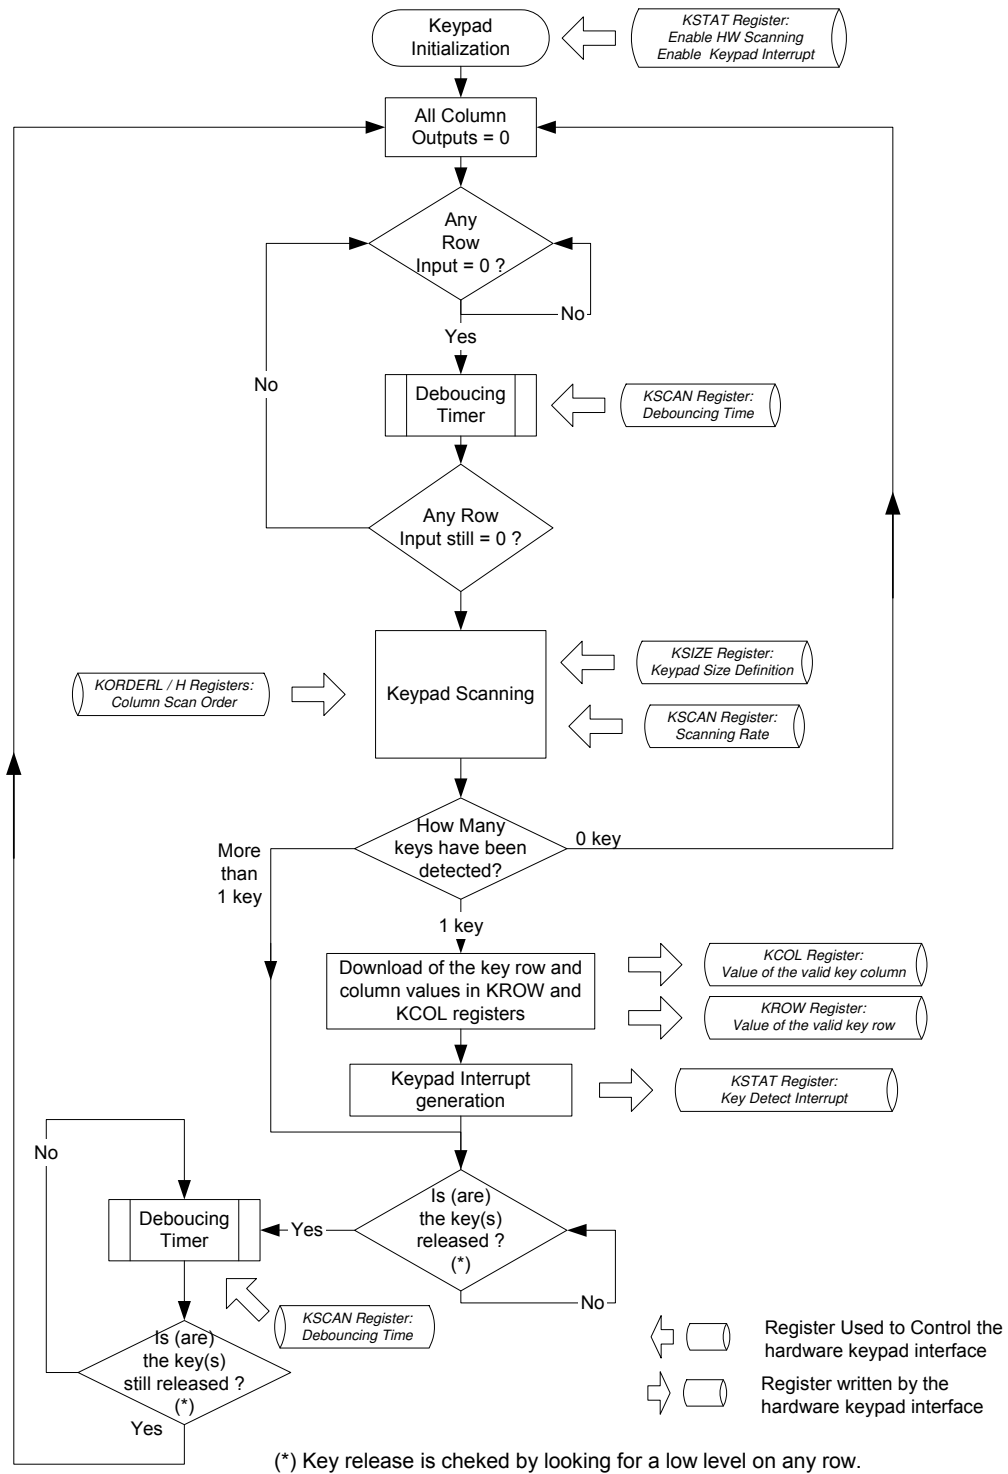 Keypad
Initialization
KSTAT Register:
Enable HW Scanning
Enable Keypad Interrupt
All Column
Outputs = 0
Any
Row
Input = 0 ?
No
Yes
No
Deboucing
Timer
KSCAN Register:
Debouncing Time
Any Row
Input still = 0 ?
KORDERL / H Registers:
Column Scan Order
Keypad Scanning
KSIZE Register:
Keypad Size Definition
KSCAN Register:
Scanning Rate
How Many
keys have been
detected?
0 key
More
than
1 key
1 key
Download of the key row and
column values in KROW and
KCOL registers
KCOL Register:
Value of the valid key column
KROW Register:
Value of the valid key row
Keypad Interrupt
generation
KSTAT Register:
Key Detect Interrupt
No
Deboucing
Timer
Yes
Is (are)
the key(s)
released ?
(*)
No
KSCAN Register:
Debouncing Time
Is (are)
the key(s)
still released ?
(*)
Yes
Register Used to Control the
hardware keypad interface
Register written by the
hardware keypad interface
(*) Key release is cheked by looking for a low level on any row.